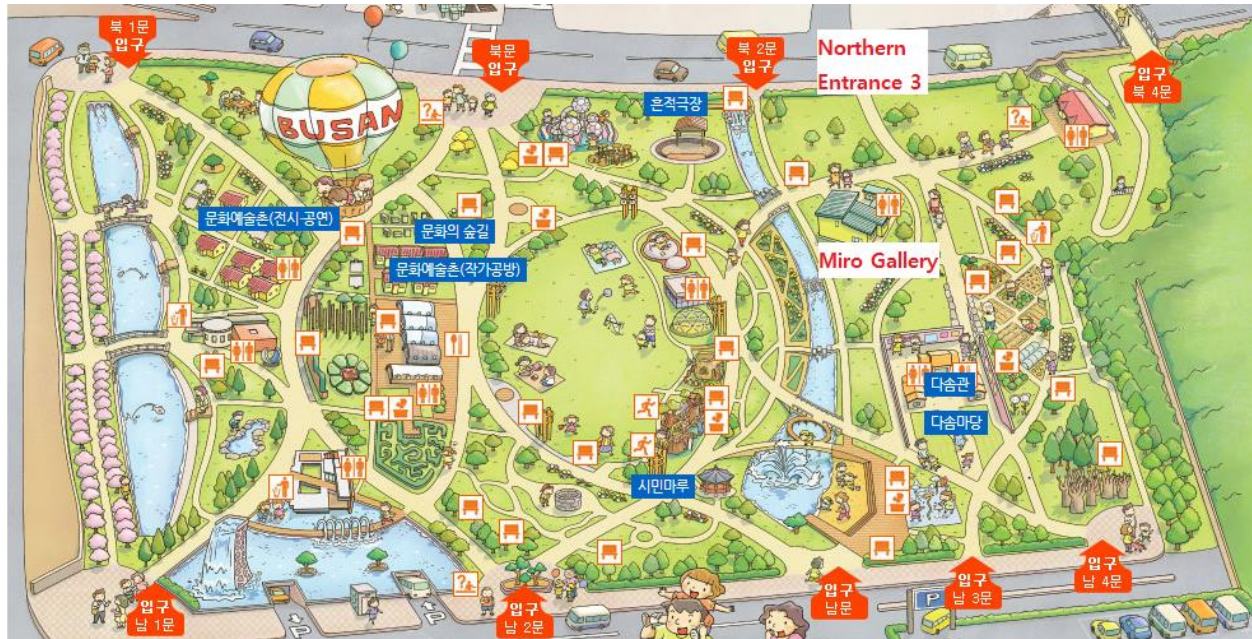 북 1문
입구
북문
입구
북 2문
입구
Northern
Entrance 3
입구
북 4문
BUSAN
흔적극장
문화예술촌(전시·공연)
문화의 숲길
문화예술촌(작가공방)
Miro Gallery
다솜관
다솜마당
시민마루
입구
남 1문
입구
남 2문
입구
남문
입구
남 3문
입구
남 4문
P
P
P